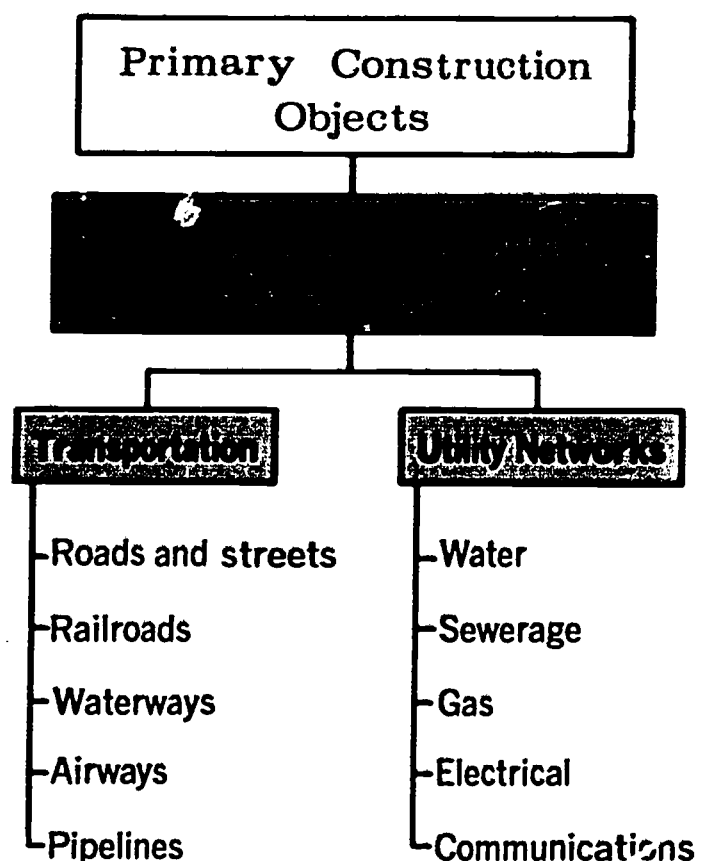 Primary Construction
Objects
Transportation
Utility Networks
Roads and streets
Railroads
Waterways
Airways
Pipelines
Water
Sewerage
Gas
Electrical
Communications